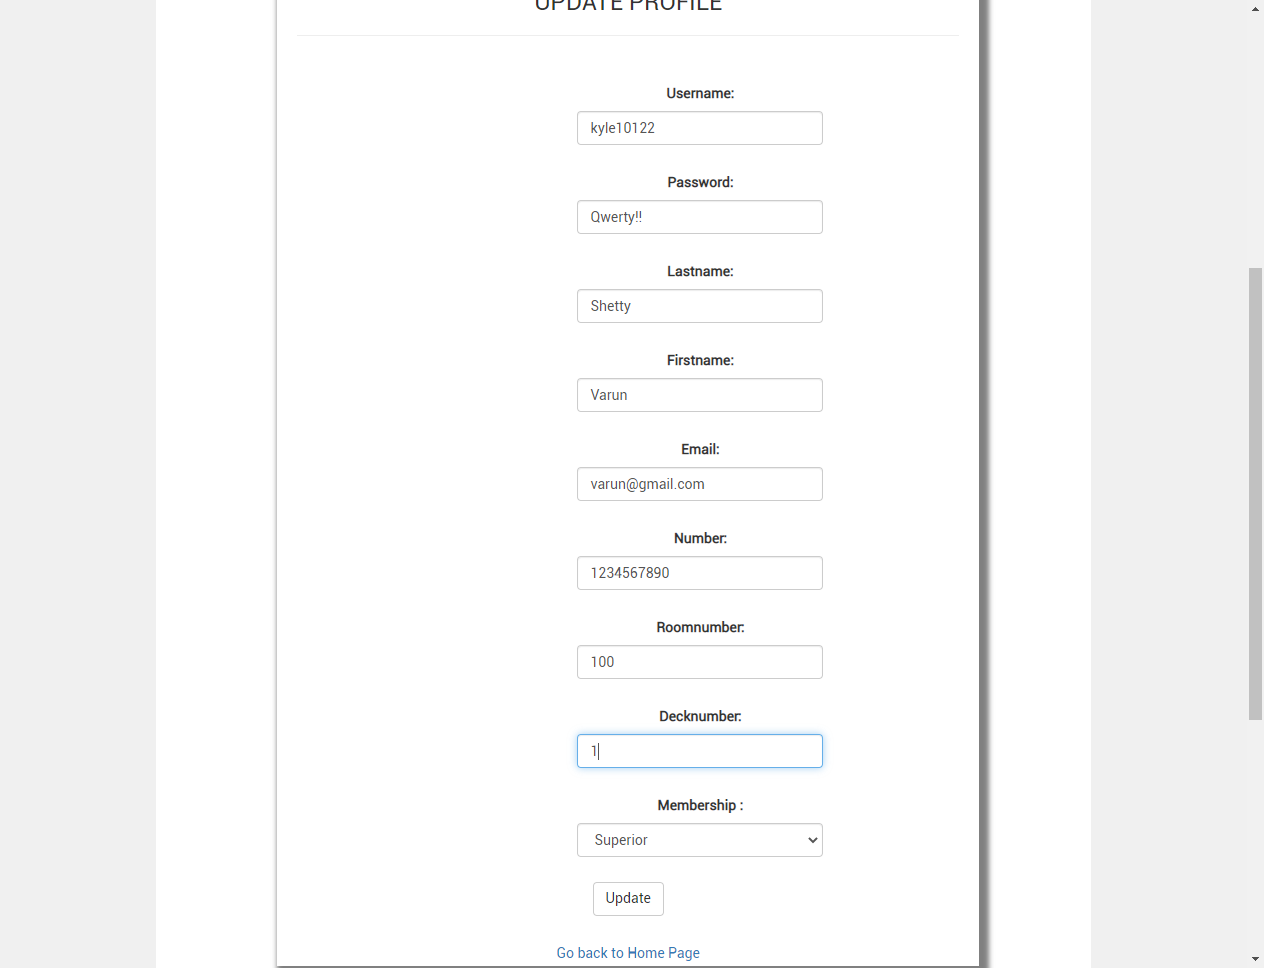 UPDATE PROFILE
Username:
kyle10122
Password:
Qwerty!!
Lastname:
Shetty
Firstname:
Varun
Email:
varun@gmail.com
Number:
1234567890
Roomnumber:
100
Decknumber:
1
Membership :
Superior
Update
Go back to Home Page